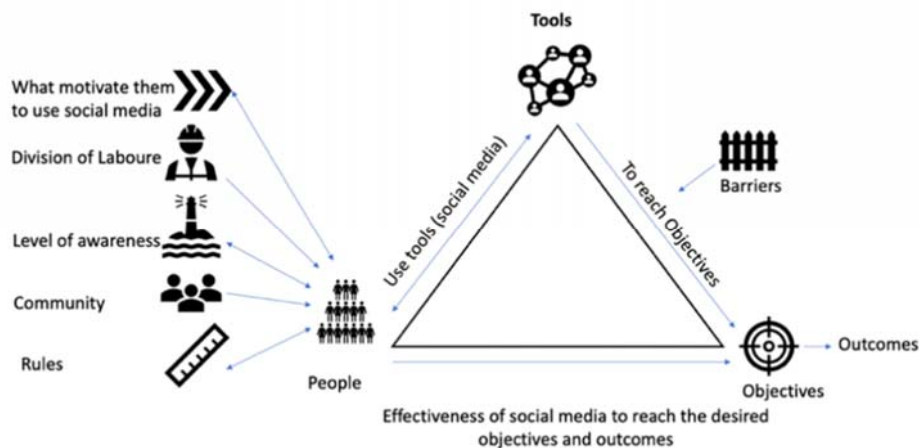 Tools
What motivate them
to use social media
Division of Laboure
Level of awareness
Community
Rules
People
Use tools (social media)
To reach Objectives
Barriers
Outcomes
Objectives
Effectiveness of social media to reach the desired
objectives and outcomes